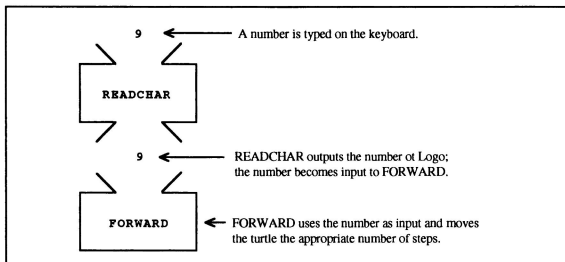 9 A number is typed on the keyboard.
READCHAR
9 READCHAR outputs the number ot Logo;
the number becomes input to FORWARD.
FORWARD FORWARD uses the number as input and moves
the turtle the appropriate number of steps.